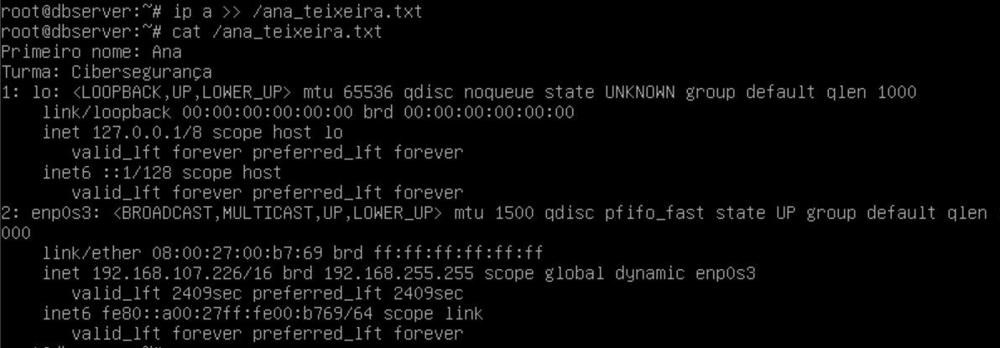 root@dbserver:~# ip a >> /ana_teixeira.txt
root@dbserver:~# cat /ana_teixeira.txt
Primeiro nome: Ana
Turma: Cibersegurança
1: lo: <LOOPBACK,UP,LOWER_UP> mtu 65536 qdisc noqueue state UNKNOWN group default qlen 1000
    link/loopback 00:00:00:00:00:00 brd 00:00:00:00:00:00
    inet 127.0.0.1/8 scope host lo
       valid_lft forever preferred_lft forever
    inet6 ::1/128 scope host
       valid_lft forever preferred_lft forever
2: enp0s3: <BROADCAST,MULTICAST,UP,LOWER_UP> mtu 1500 qdisc pfifo_fast state UP group default qlen
000
    link/ether 08:00:27:00:b7:69 brd ff:ff:ff:ff:ff:ff
    inet 192.168.107.226/16 brd 192.168.255.255 scope global dynamic enp0s3
       valid_lft 2409sec preferred_lft 2409sec
    inet6 fe80::a00:27ff:fe00:b769/64 scope link
       valid_lft forever preferred_lft forever